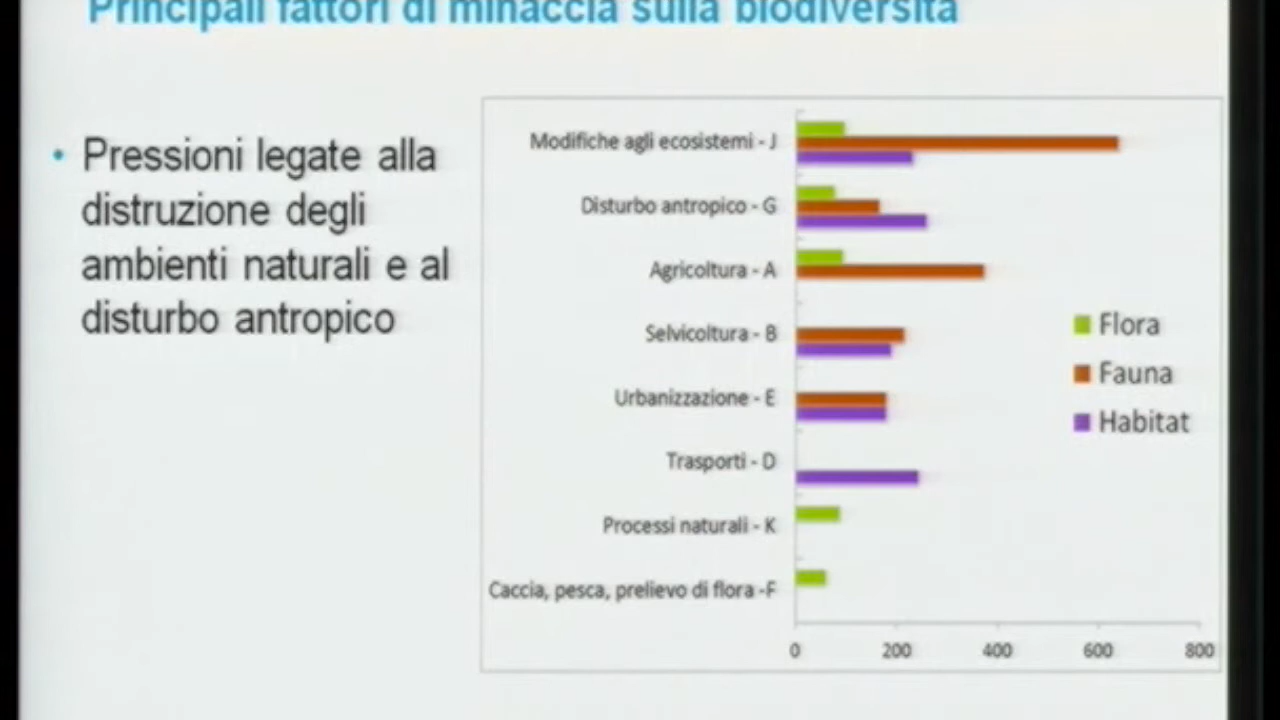 Principali fattori di minaccia sulla biodiversità
• Pressioni legate alla
distruzione degli
ambienti naturali e al
disturbo antropico
Modifiche agli ecosistemi - J
Disturbo antropico - G
Agricoltura - A
Selvicoltura - B
Urbanizzazione - E
Trasporti - D
Processi naturali - K
Caccia, pesca, prelievo di flora -F
0 200 400 600 800
Flora
Fauna
Habitat